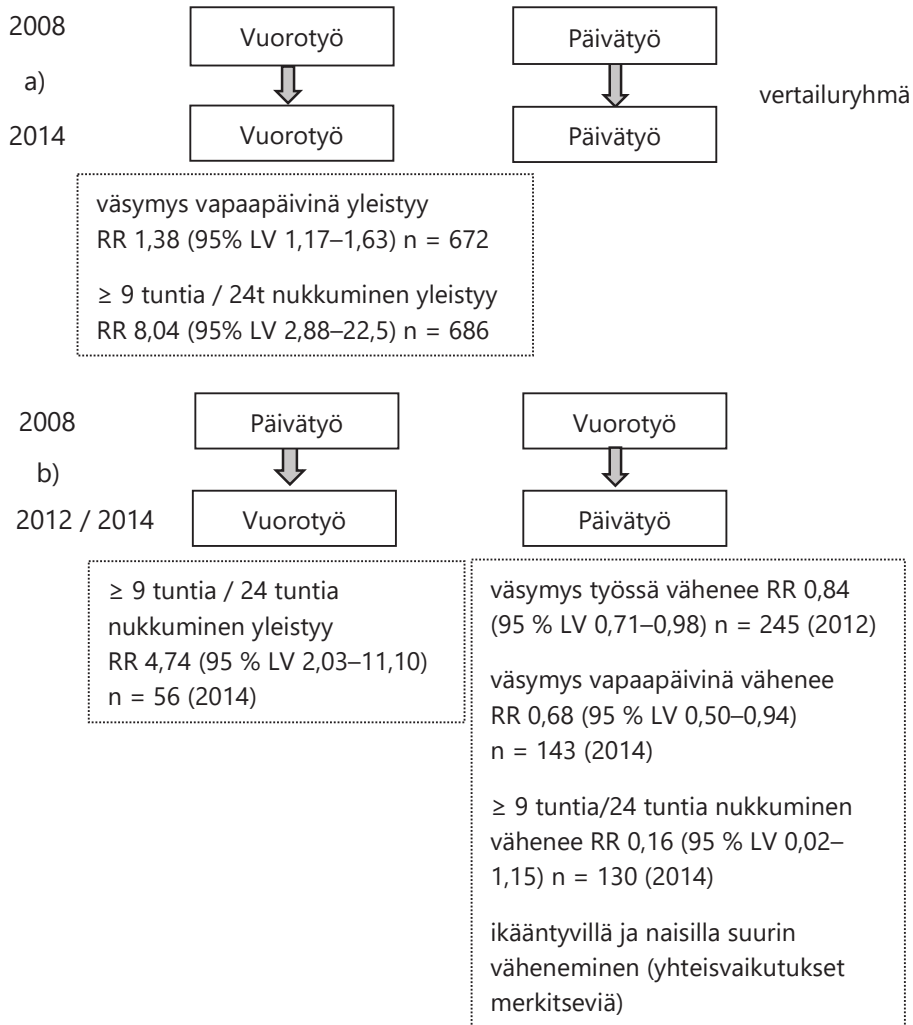 2008
Vuorotyö
Päivätyö
a)
vertailuryhmä
2014
Vuorotyö
Päivätyö
väsymys vapaapäivinä yleistyy
RR 1,38 (95% LV 1,17–1,63) n = 672
≥ 9 tuntia / 24t nukkuminen yleistyy
RR 8,04 (95% LV 2,88–22,5) n = 686
2008
Päivätyö
Vuorotyö
b)
2012 / 2014
Vuorotyö
Päivätyö
≥ 9 tuntia / 24 tuntia
nukkuminen yleistyy
RR 4,74 (95 % LV 2,03–11,10)
n = 56 (2014)
väsymys työssä vähenee RR 0,84
(95 % LV 0,71–0,98) n = 245 (2012)
väsymys vapaapäivinä vähenee
RR 0,68 (95 % LV 0,50–0,94)
n = 143 (2014)
≥ 9 tuntia/24 tuntia nukkuminen
vähenee RR 0,16 (95 % LV 0,02–
1,15) n = 130 (2014)
ikääntyvillä ja naisilla suurin
väheneminen (yhteisvaikutukset
merkitseviä)